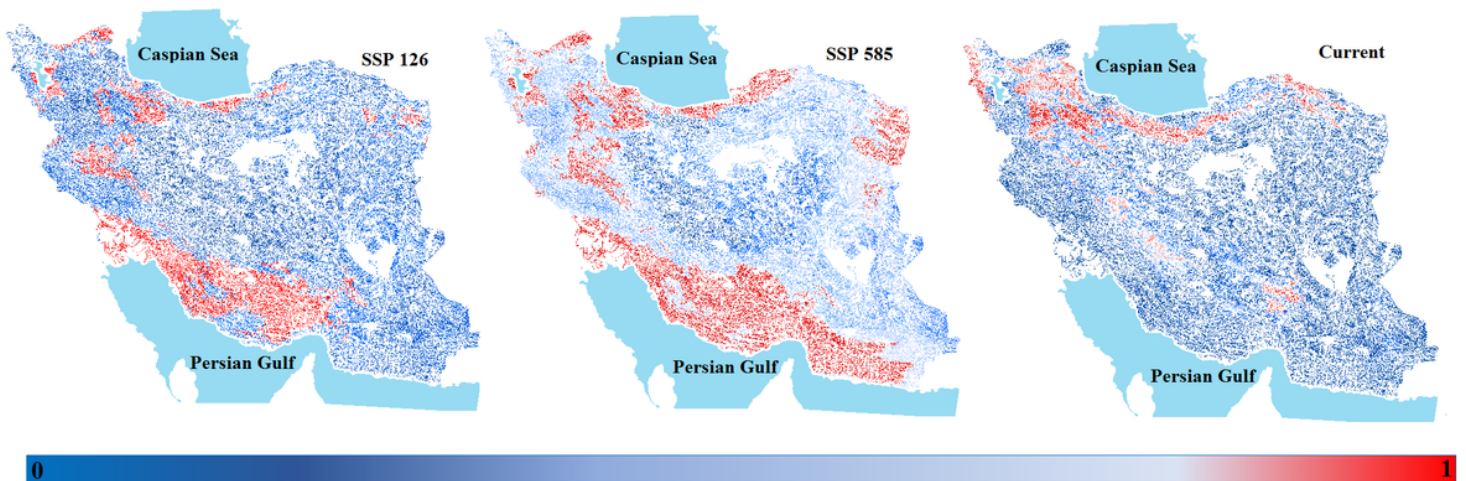 Caspian Sea
SSP 126
Persian Gulf
Caspian Sea
SSP 585
Persian Gulf
Caspian Sea
Current
Persian Gulf
0
1